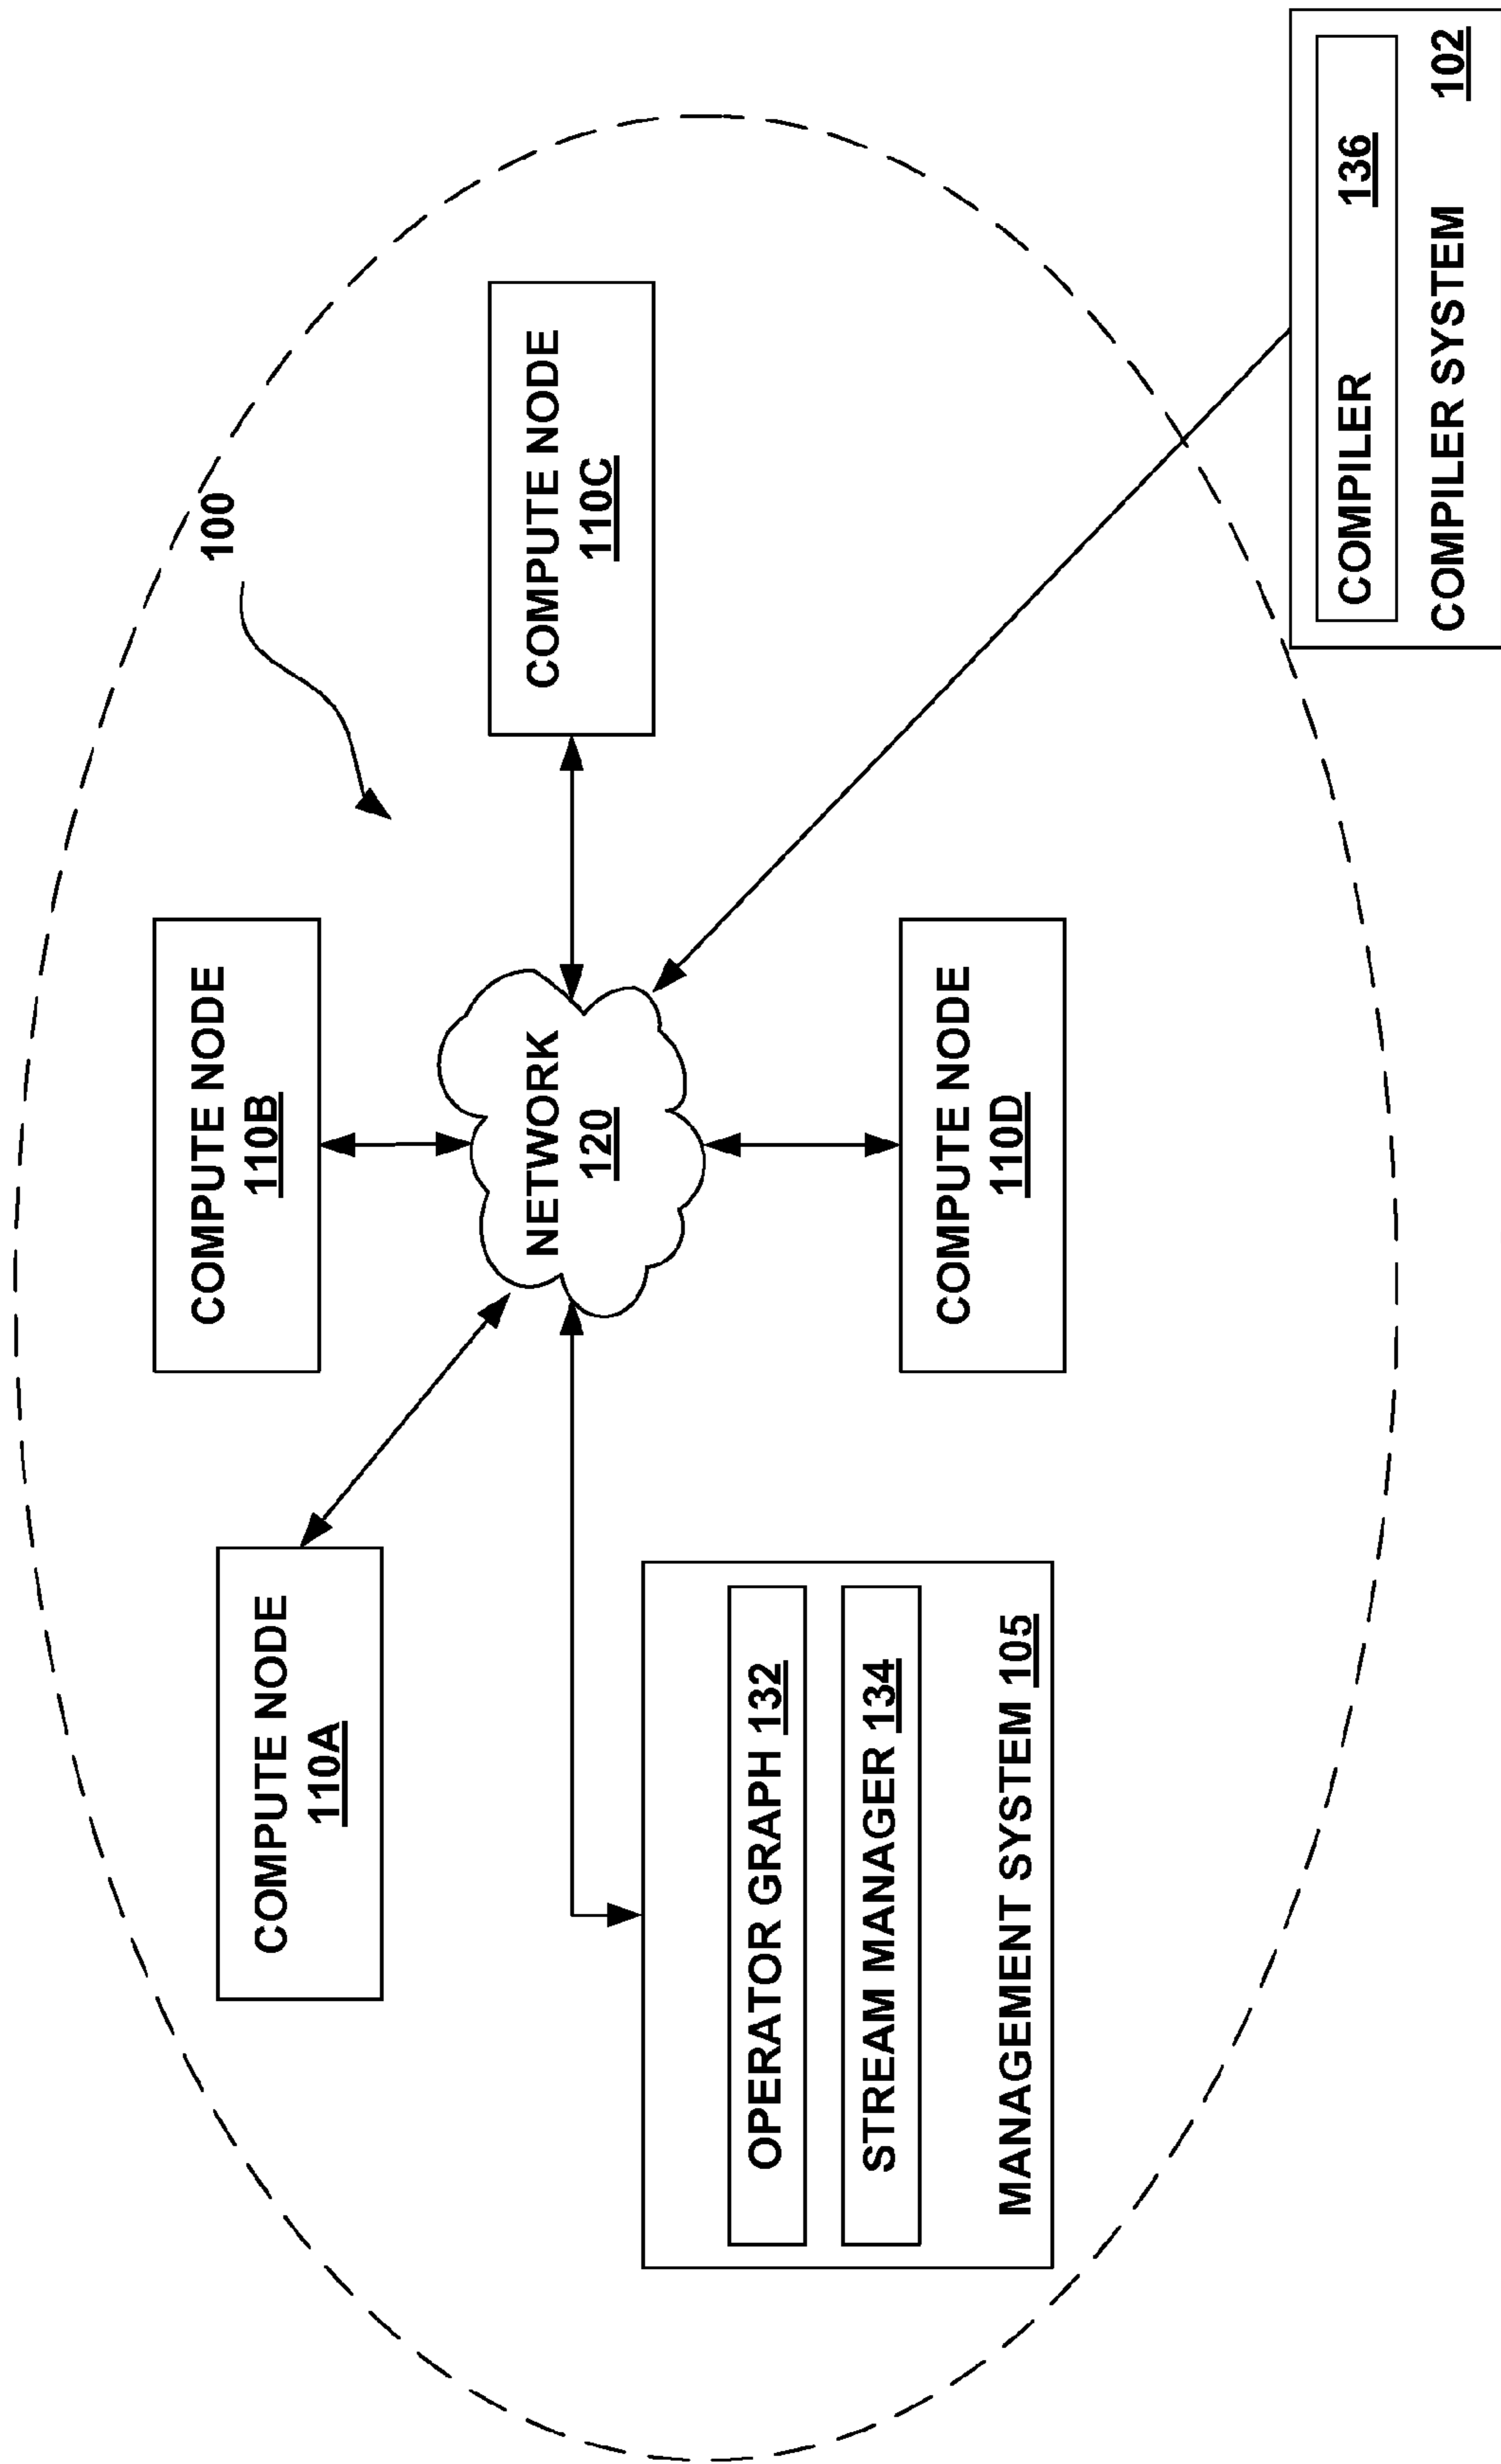 100
COMPUTE NODE
110A
COMPUTE NODE
110B
COMPUTE NODE
110C
NETWORK
120
COMPUTE NODE
110D
OPERATOR GRAPH 132
STREAM MANAGER 134
MANAGEMENT SYSTEM 105
COMPILER 136
COMPILER SYSTEM 102